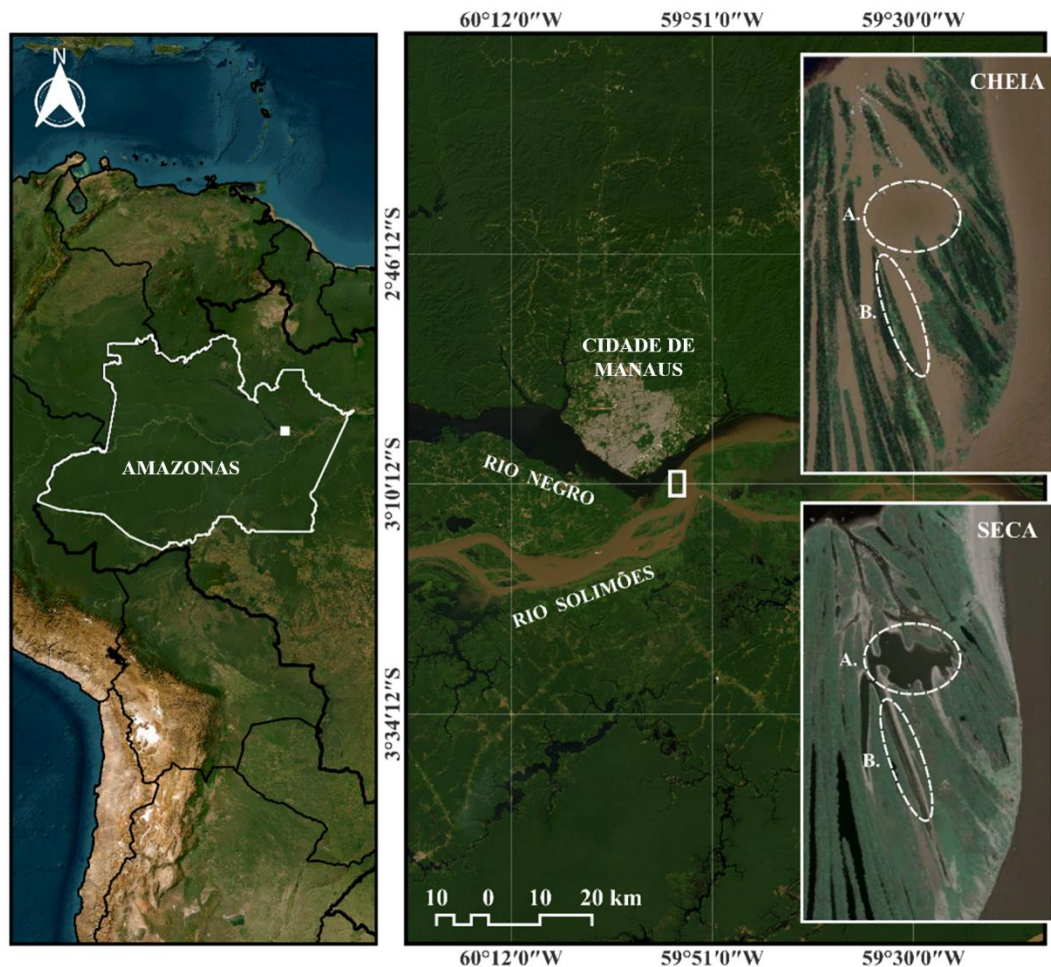 60°12′0″W 59°51′0″W 59°30′0″W
N
CHEIA
A.
B.
2°46′12″S
CIDADE DE
MANAUS
AMAZONAS
RIO NEGRO
3°10′12″S
SECA
RIO SOLIMÕES
A.
3°34′12″S
B.
10 0 10 20 km
60°12′0″W 59°51′0″W 59°30′0″W